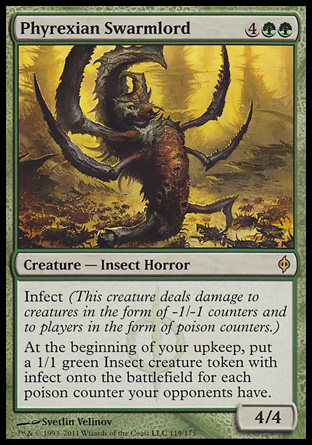 Phyrexian Swarmlord 4
Creature — Insect Horror
Infect (This creature deals damage to
creatures in the form of -1/-1 counters and
to players in the form of poison counters.)
At the beginning of your upkeep, put
a 1/1 green Insect creature token with
infect onto the battlefield for each
poison counter your opponents have.
Svetlin Velinov
™ & © 1993–2011 Wizards of the Coast LLC 119/175
4/4